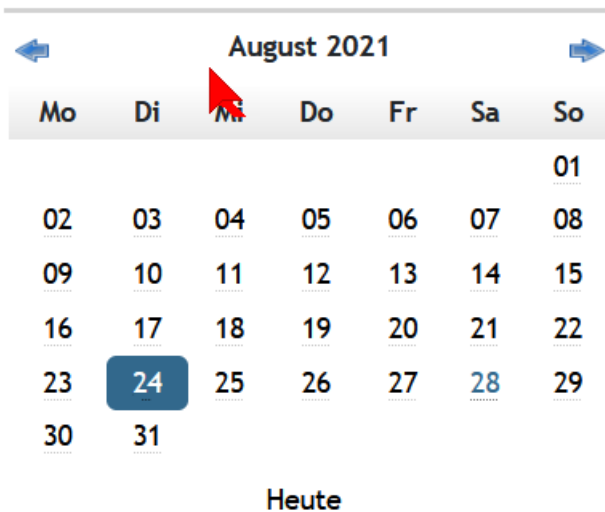 August 2021
Mo Di Mi Do Fr Sa So
01
02 03 04 05 06 07 08
09 10 11 12 13 14 15
16 17 18 19 20 21 22
23 24 25 26 27 28 29
30 31
Heute